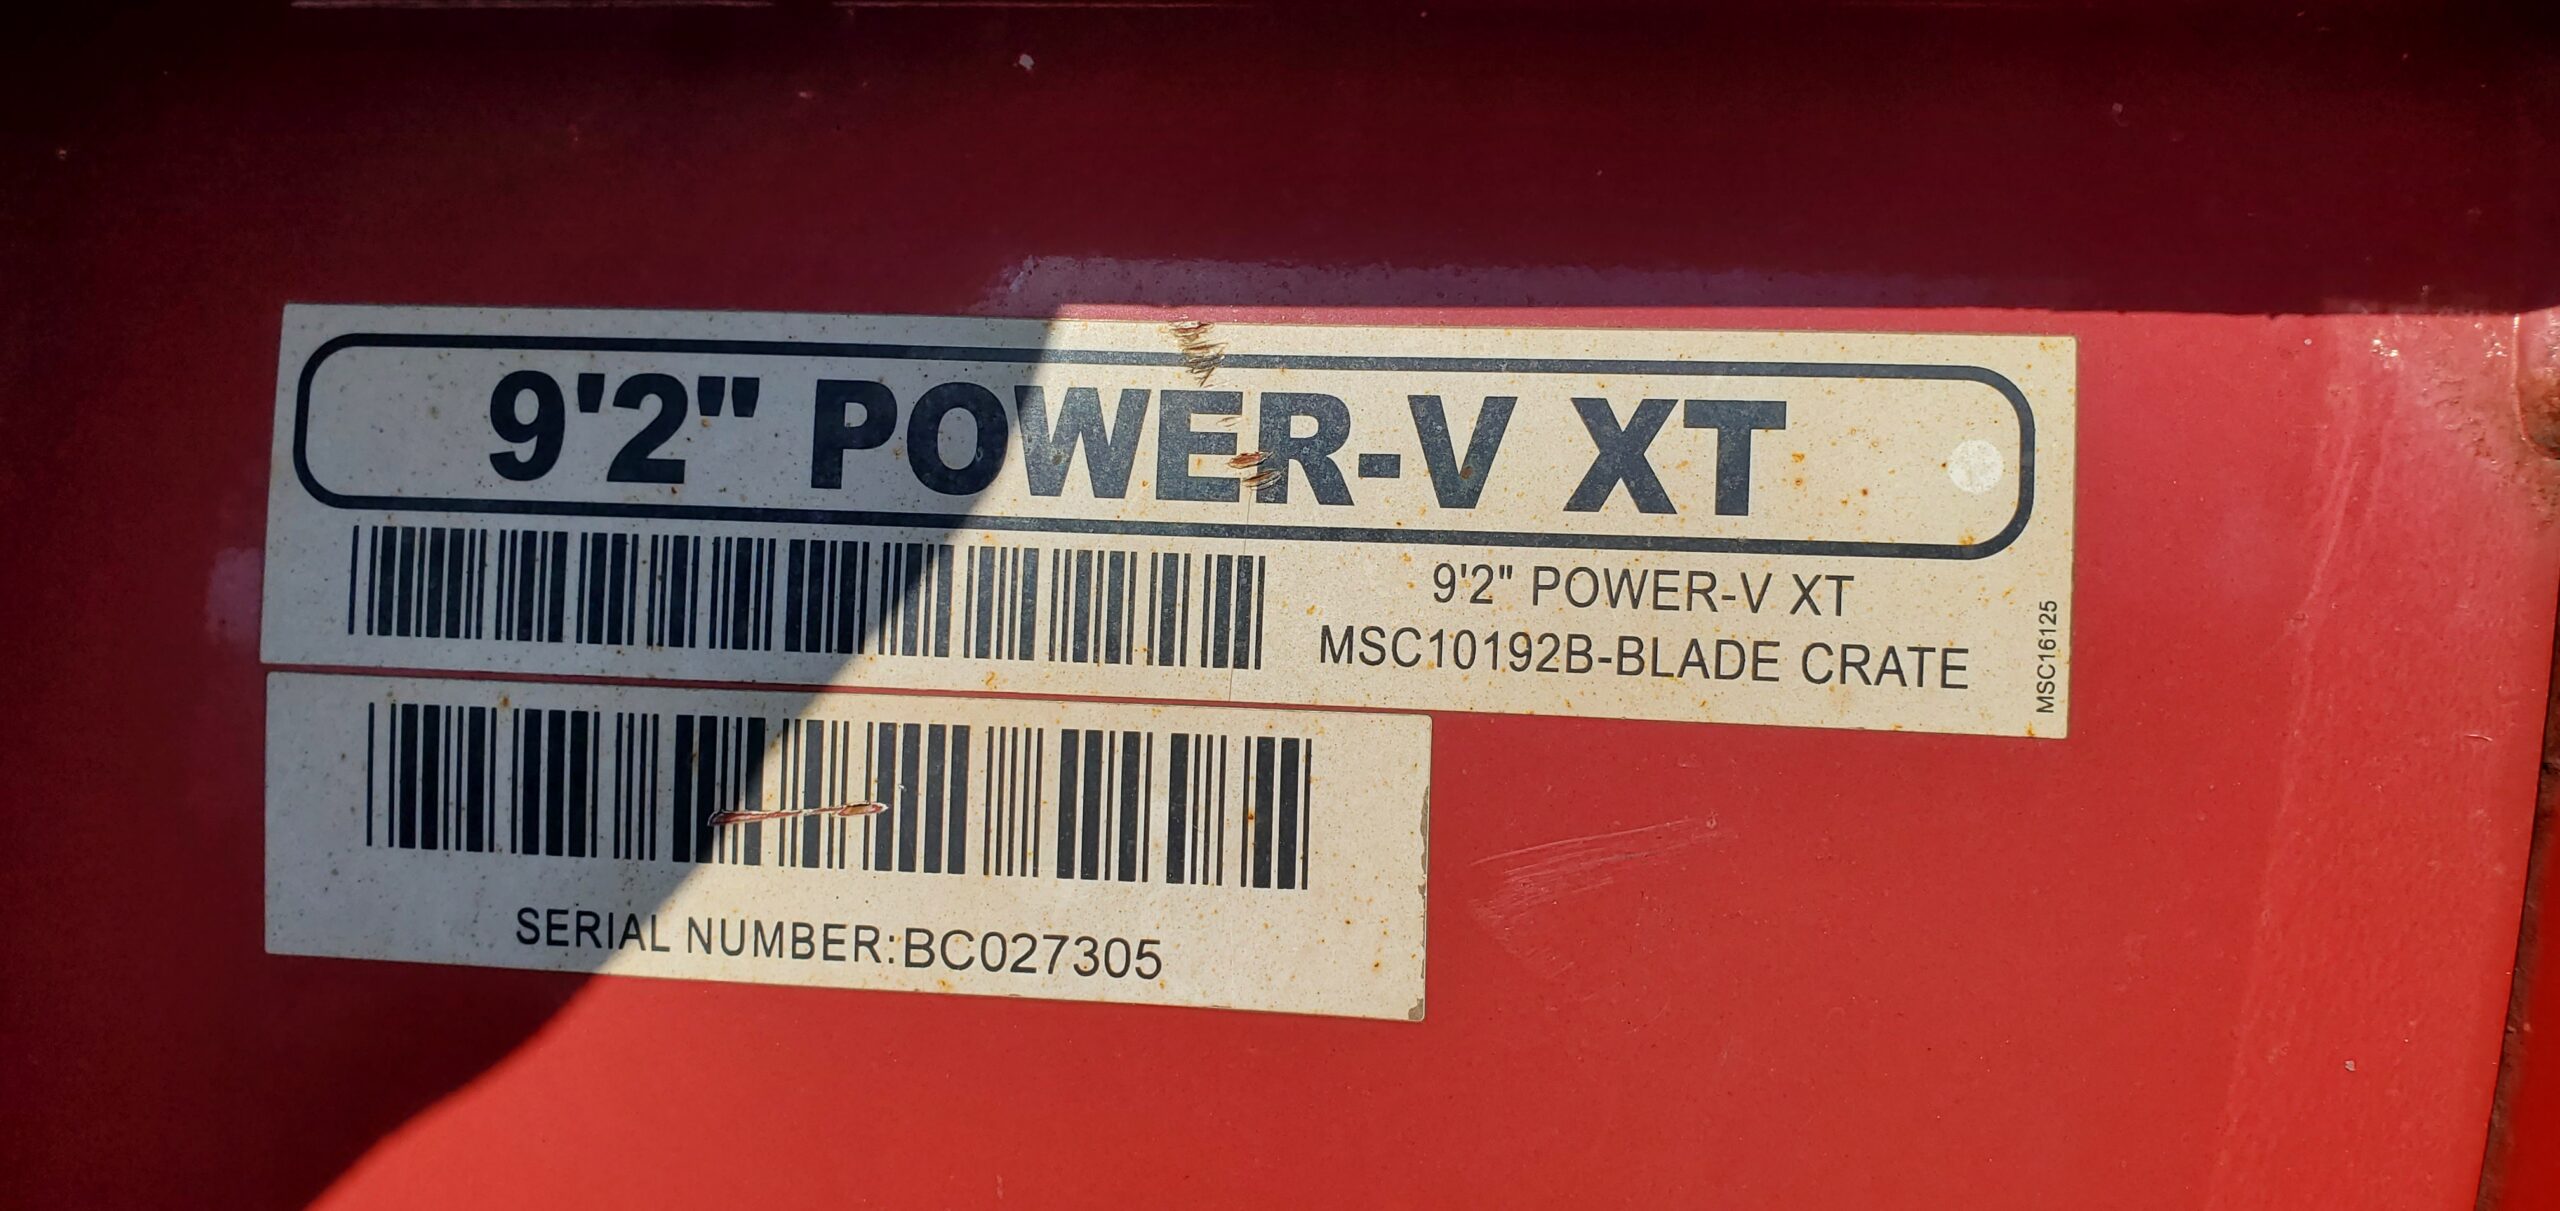 9'2" POWER-V XT
9'2" POWER-V XT
MSC10192B-BLADE CRATE
MSC16125
SERIAL NUMBER:BC027305